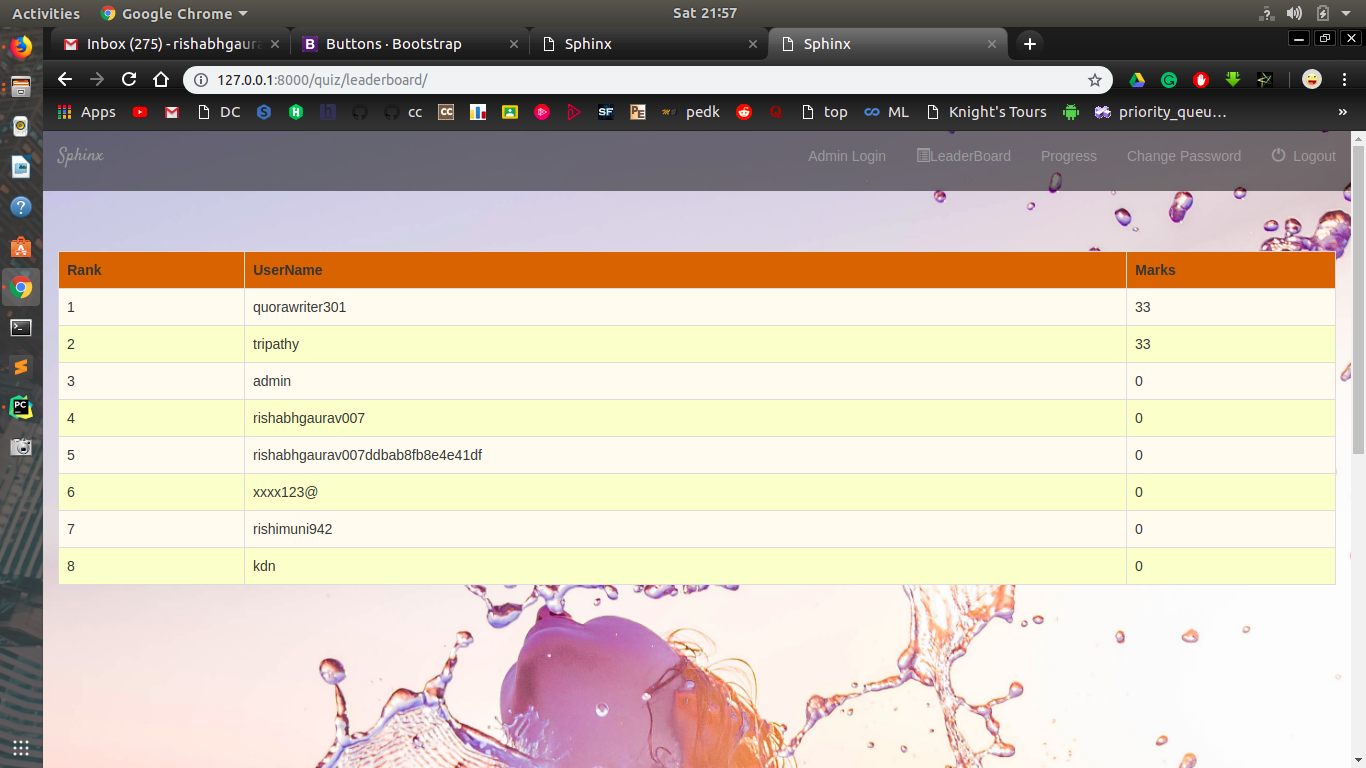 Activities Google Chrome Sat 21:57
Inbox (275) - rishabhgaura Buttons · Bootstrap Sphinx Sphinx
127.0.0.1:8000/quiz/leaderboard/
Apps DC cc CC SF PE pedk top ML Knight's Tours priority_queu… »
Sphinx Admin Login LeaderBoard Progress Change Password Logout
Rank UserName Marks
1 quorawriter301 33
2 tripathy 33
3 admin 0
4 rishabhgaurav007 0
5 rishabhgaurav007ddbab8fb8e4e41df 0
6 xxxx123@ 0
7 rishimuni942 0
8 kdn 0